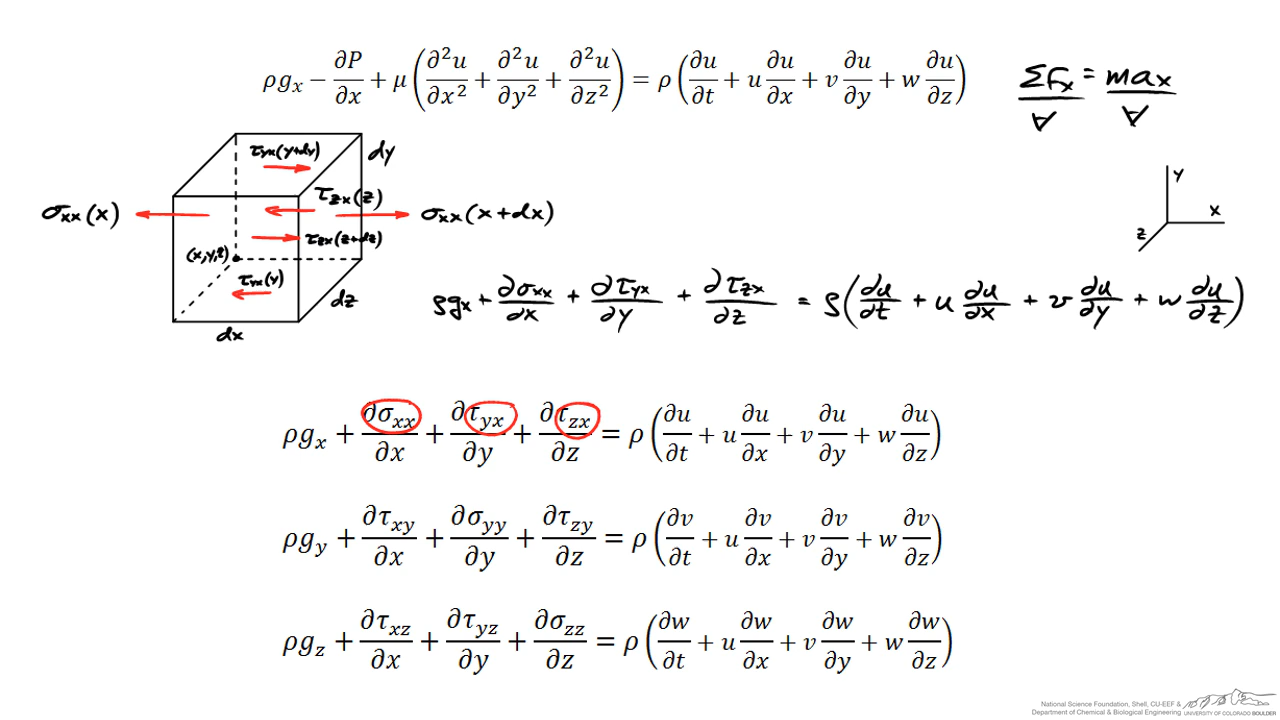 ρg_x − ∂P/∂x + μ(∂²u/∂x² + ∂²u/∂y² + ∂²u/∂z²) = ρ(∂u/∂t + u ∂u/∂x + v ∂u/∂y + w ∂u/∂z)
ΣF_x/∀ = ma_x/∀
τ_yx(y+dy)
dy
τ_zx(z)
σ_xx(x)
σ_xx(x+dx)
τ_zx(z+dz)
(x,y,z)
τ_yx(y)
dz
dx
Y
X
Z
ρg_x + ∂σ_xx/∂x + ∂τ_yx/∂y + ∂τ_zx/∂z = ρ(∂u/∂t + u ∂u/∂x + v ∂u/∂y + w ∂u/∂z)
ρg_x + ∂σ_xx/∂x + ∂τ_yx/∂y + ∂τ_zx/∂z = ρ(∂u/∂t + u ∂u/∂x + v ∂u/∂y + w ∂u/∂z)
ρg_y + ∂τ_xy/∂x + ∂σ_yy/∂y + ∂τ_zy/∂z = ρ(∂v/∂t + u ∂v/∂x + v ∂v/∂y + w ∂v/∂z)
ρg_z + ∂τ_xz/∂x + ∂τ_yz/∂y + ∂σ_zz/∂z = ρ(∂w/∂t + u ∂w/∂x + v ∂w/∂y + w ∂w/∂z)
National Science Foundation, Shell, CU-EEF &
Department of Chemical & Biological Engineering
UNIVERSITY OF COLORADO BOULDER